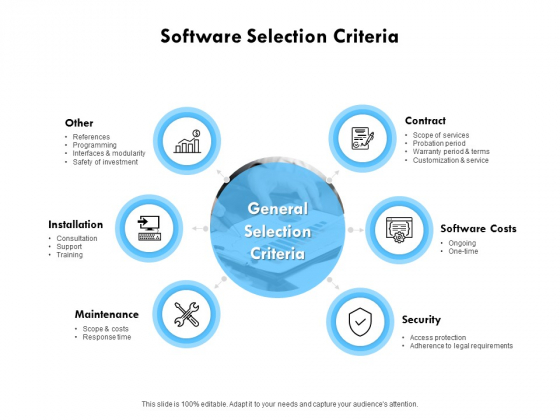 Software Selection Criteria
Other
• References
• Programming
• Interfaces & modularity
• Safety of investment
Contract
• Scope of services
• Probation period
• Warranty period & terms
• Customization & service
Installation
• Consultation
• Support
• Training
General
Selection
Criteria
Software Costs
• Ongoing
• One-time
Maintenance
• Scope & costs
• Response time
Security
• Access protection
• Adherence to legal requirements
This slide is 100% editable. Adapt it to your needs and capture your audience's attention.